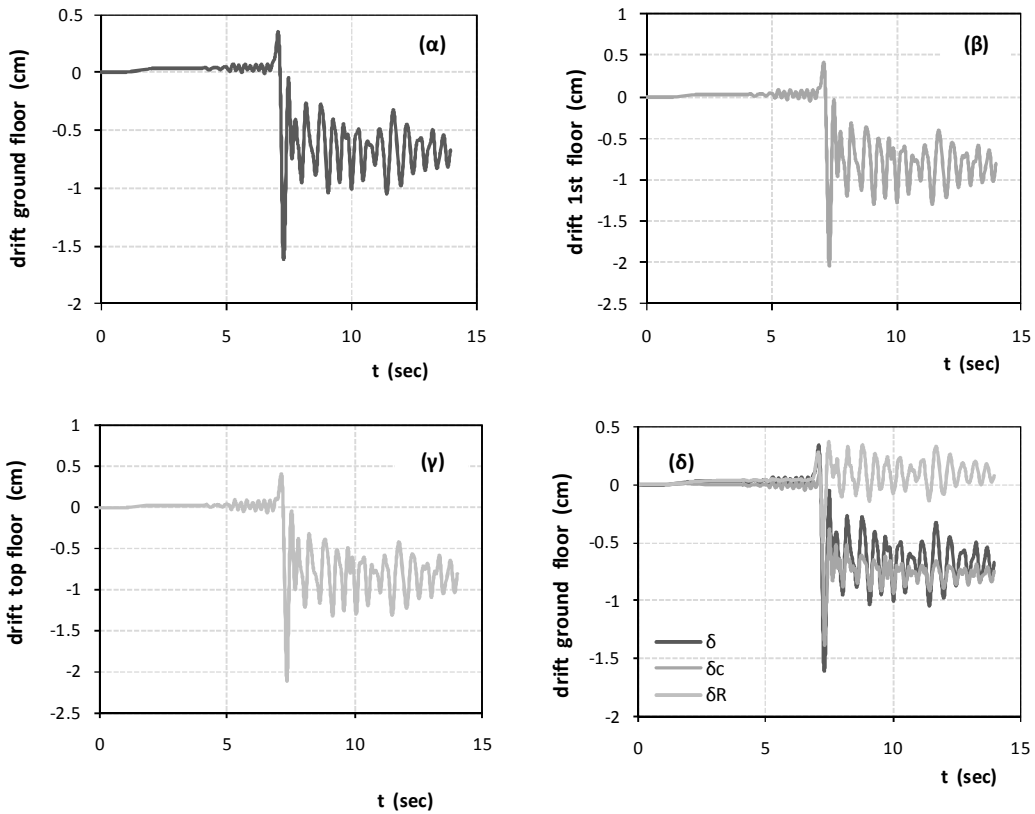 drift ground floor (cm)
0.5
0
-0.5
-1
-1.5
-2
0 5 10 15
t (sec)
(α)
drift 1st floor (cm)
1
0.5
0
-0.5
-1
-1.5
-2
-2.5
0 5 10 15
t (sec)
(β)
drift top floor (cm)
1
0.5
0
-0.5
-1
-1.5
-2
-2.5
0 5 10 15
t (sec)
(γ)
drift ground floor (cm)
0.5
0
-0.5
-1
-1.5
-2
0 5 10 15
t (sec)
(δ)
δ
δc
δR